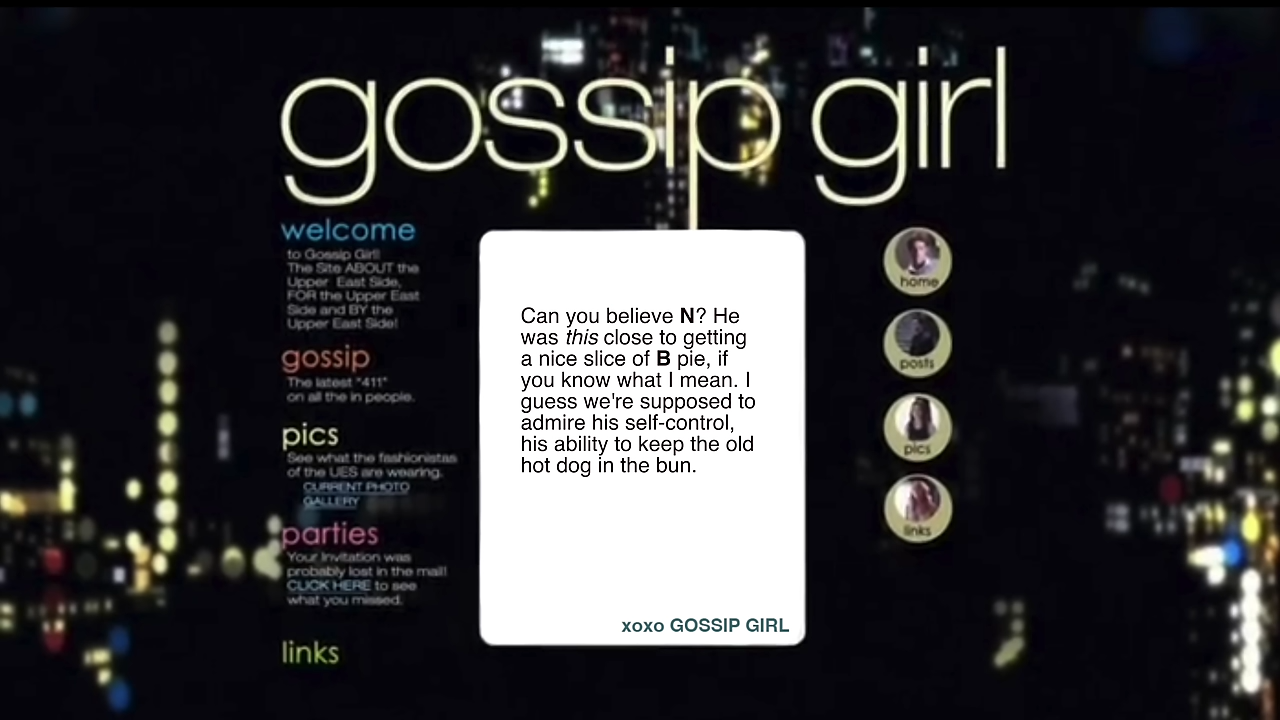 gossip girl
welcome
to Gossip Girl!
The Site ABOUT the
Upper East Side,
FOR the Upper East
Side and BY the
Upper East Side!
gossip
The latest "411"
on all the in people.
pics
See what the fashionistas
of the UES are wearing.
CURRENT PHOTO
GALLERY
parties
Your Invitation was
probably lost in the mail!
CLICK HERE to see
what you missed.
links
Can you believe N? He
was this close to getting
a nice slice of B pie, if
you know what I mean. I
guess we're supposed to
admire his self-control,
his ability to keep the old
hot dog in the bun.
xoxo GOSSIP GIRL
home
posts
pics
links